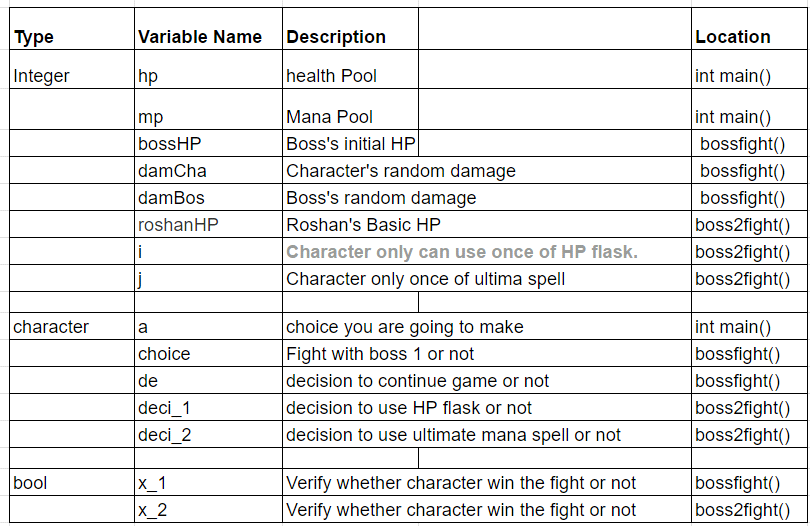 Type Variable Name Description Location
Integer hp health Pool int main()
mp Mana Pool int main()
bossHP Boss's initial HP bossfight()
damCha Character's random damage bossfight()
damBos Boss's random damage bossfight()
roshanHP Roshan's Basic HP boss2fight()
i Character only can use once of HP flask. boss2fight()
j Character only once of ultima spell boss2fight()
character a choice you are going to make int main()
choice Fight with boss 1 or not bossfight()
de decision to continue game or not bossfight()
deci_1 decision to use HP flask or not boss2fight()
deci_2 decision to use ultimate mana spell or not boss2fight()
bool x_1 Verify whether character win the fight or not bossfight()
x_2 Verify whether character win the fight or not boss2fight()